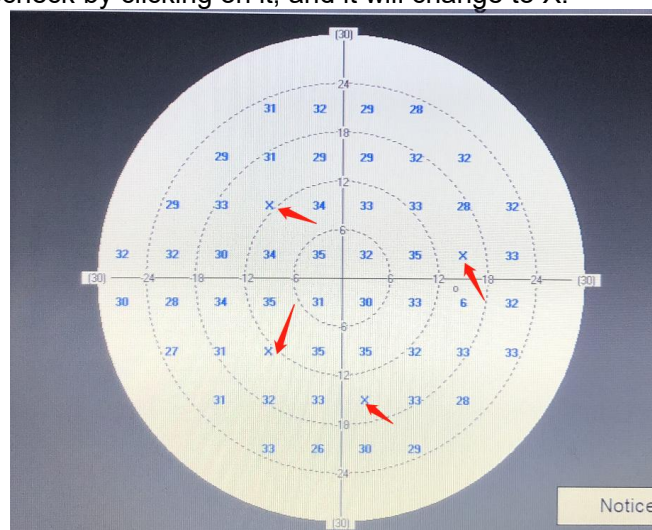 check by clicking on it, and it will change to X.
(30)
24
31 32 29 28
18
29 31 29 29 32 32
12
29 33 X 34 33 33 28 32
6
32 32 30 34 35 32 35 X 33
(30) 24 18 12 6 6 12 18 24 (30)
0
30 28 34 35 31 30 33 6 32
6
27 31 X 35 35 32 33 33
12
31 32 33 X 33 28
18
33 26 30 29
24
(30)
Notice